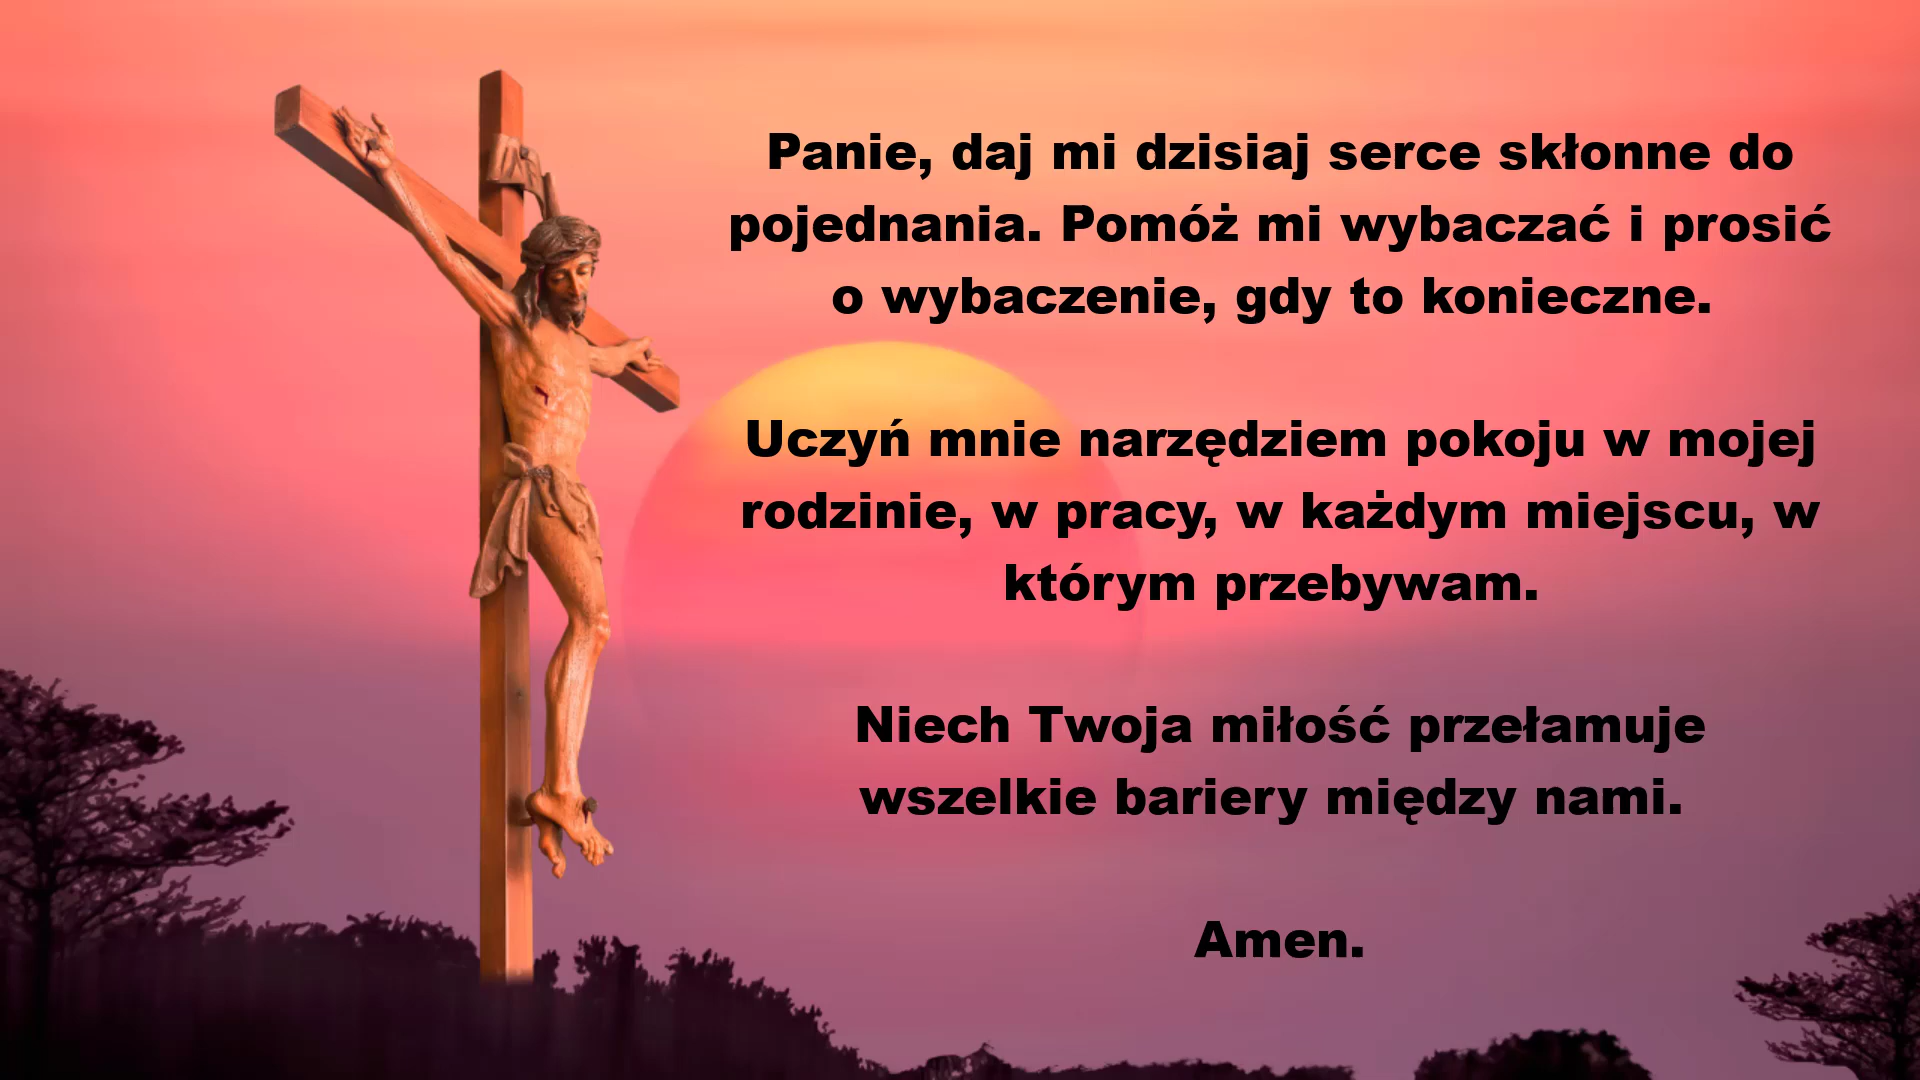 Panie, daj mi dzisiaj serce skłonne do
pojednania. Pomóż mi wybaczać i prosić
o wybaczenie, gdy to konieczne.
Uczyń mnie narzędziem pokoju w mojej
rodzinie, w pracy, w każdym miejscu, w
którym przebywam.
Niech Twoja miłość przełamuje
wszelkie bariery między nami.
Amen.